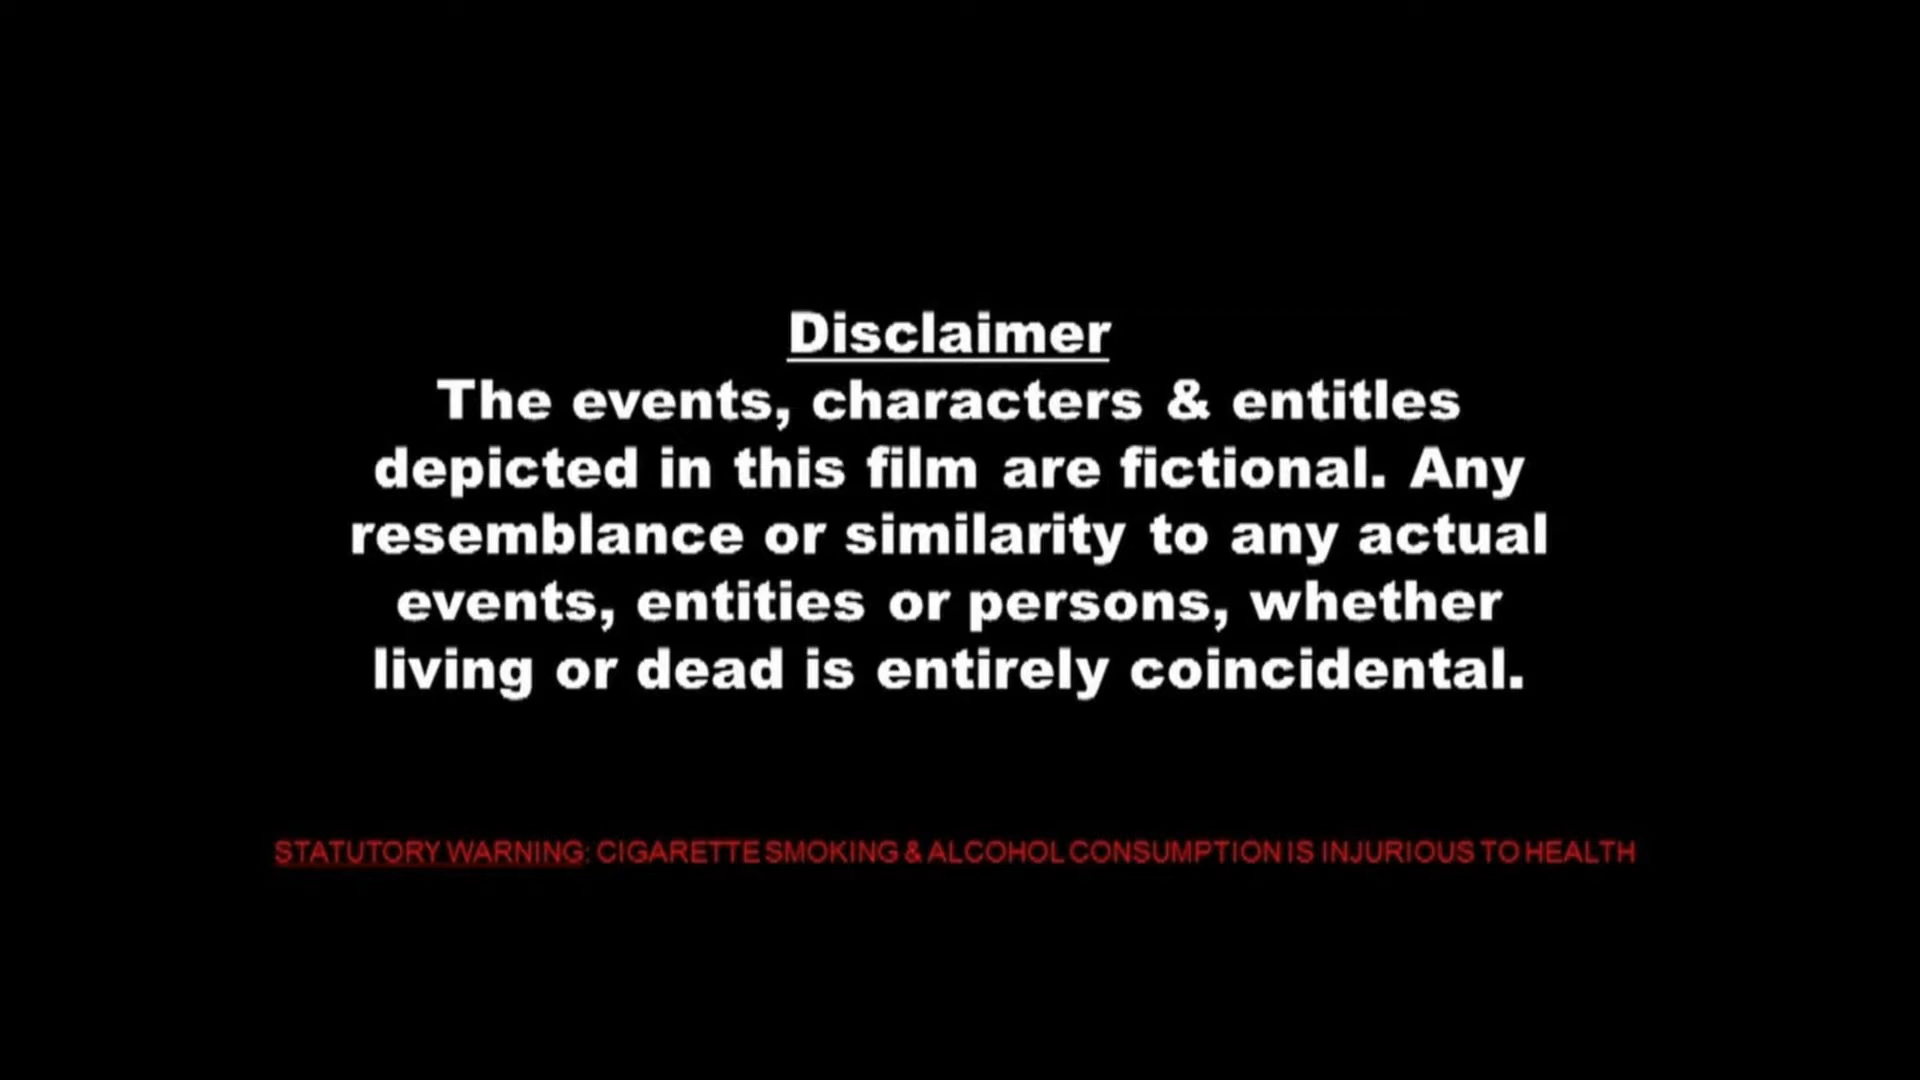 Disclaimer
The events, characters & entitles
depicted in this film are fictional. Any
resemblance or similarity to any actual
events, entities or persons, whether
living or dead is entirely coincidental.
STATUTORY WARNING: CIGARETTE SMOKING & ALCOHOL CONSUMPTION IS INJURIOUS TO HEALTH